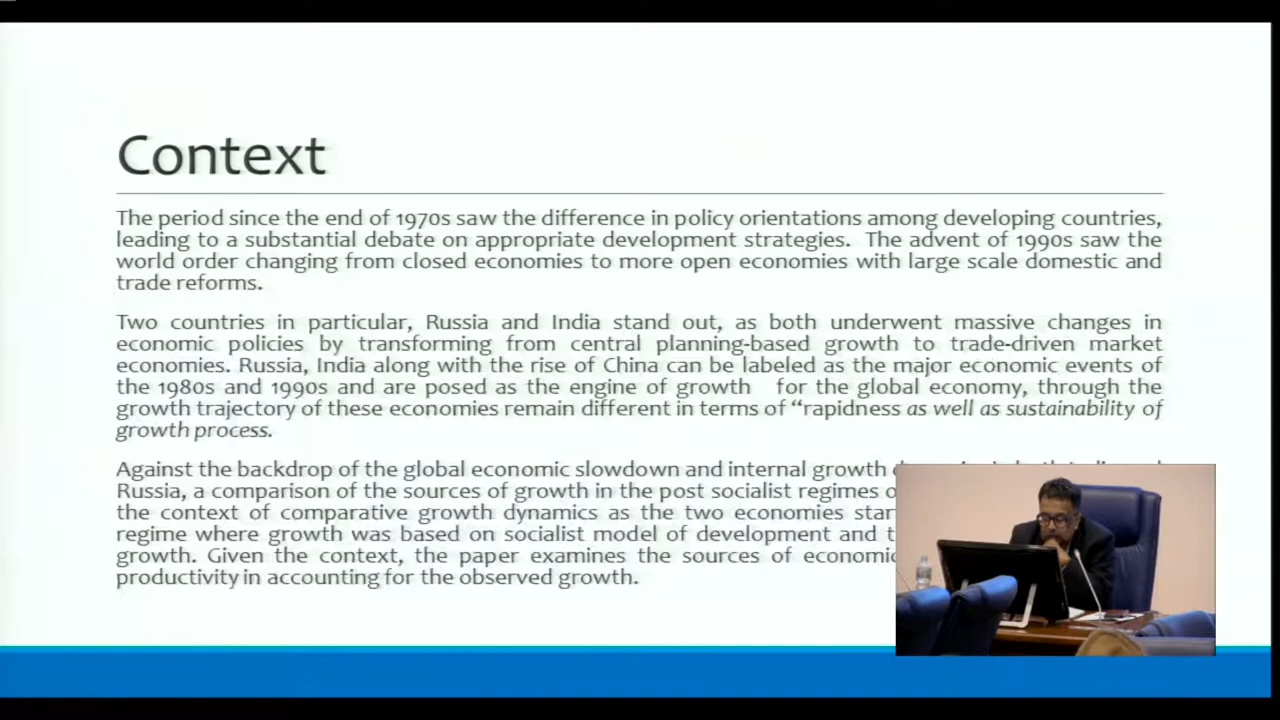 Context
The period since the end of 1970s saw the difference in policy orientations among developing countries,
leading to a substantial debate on appropriate development strategies. The advent of 1990s saw the
world order changing from closed economies to more open economies with large scale domestic and
trade reforms.
Two countries in particular, Russia and India stand out, as both underwent massive changes in
economic policies by transforming from central planning-based growth to trade-driven market
economies. Russia, India along with the rise of China can be labeled as the major economic events of
the 1980s and 1990s and are posed as the engine of growth for the global economy, through the
growth trajectory of these economies remain different in terms of “rapidness as well as sustainability of
growth process.
Against the backdrop of the global economic slowdown and internal growth
Russia, a comparison of the sources of growth in the post socialist regimes
the context of comparative growth dynamics as the two economies
regime where growth was based on socialist model of development and
growth. Given the context, the paper examines the sources of
productivity in accounting for the observed growth.